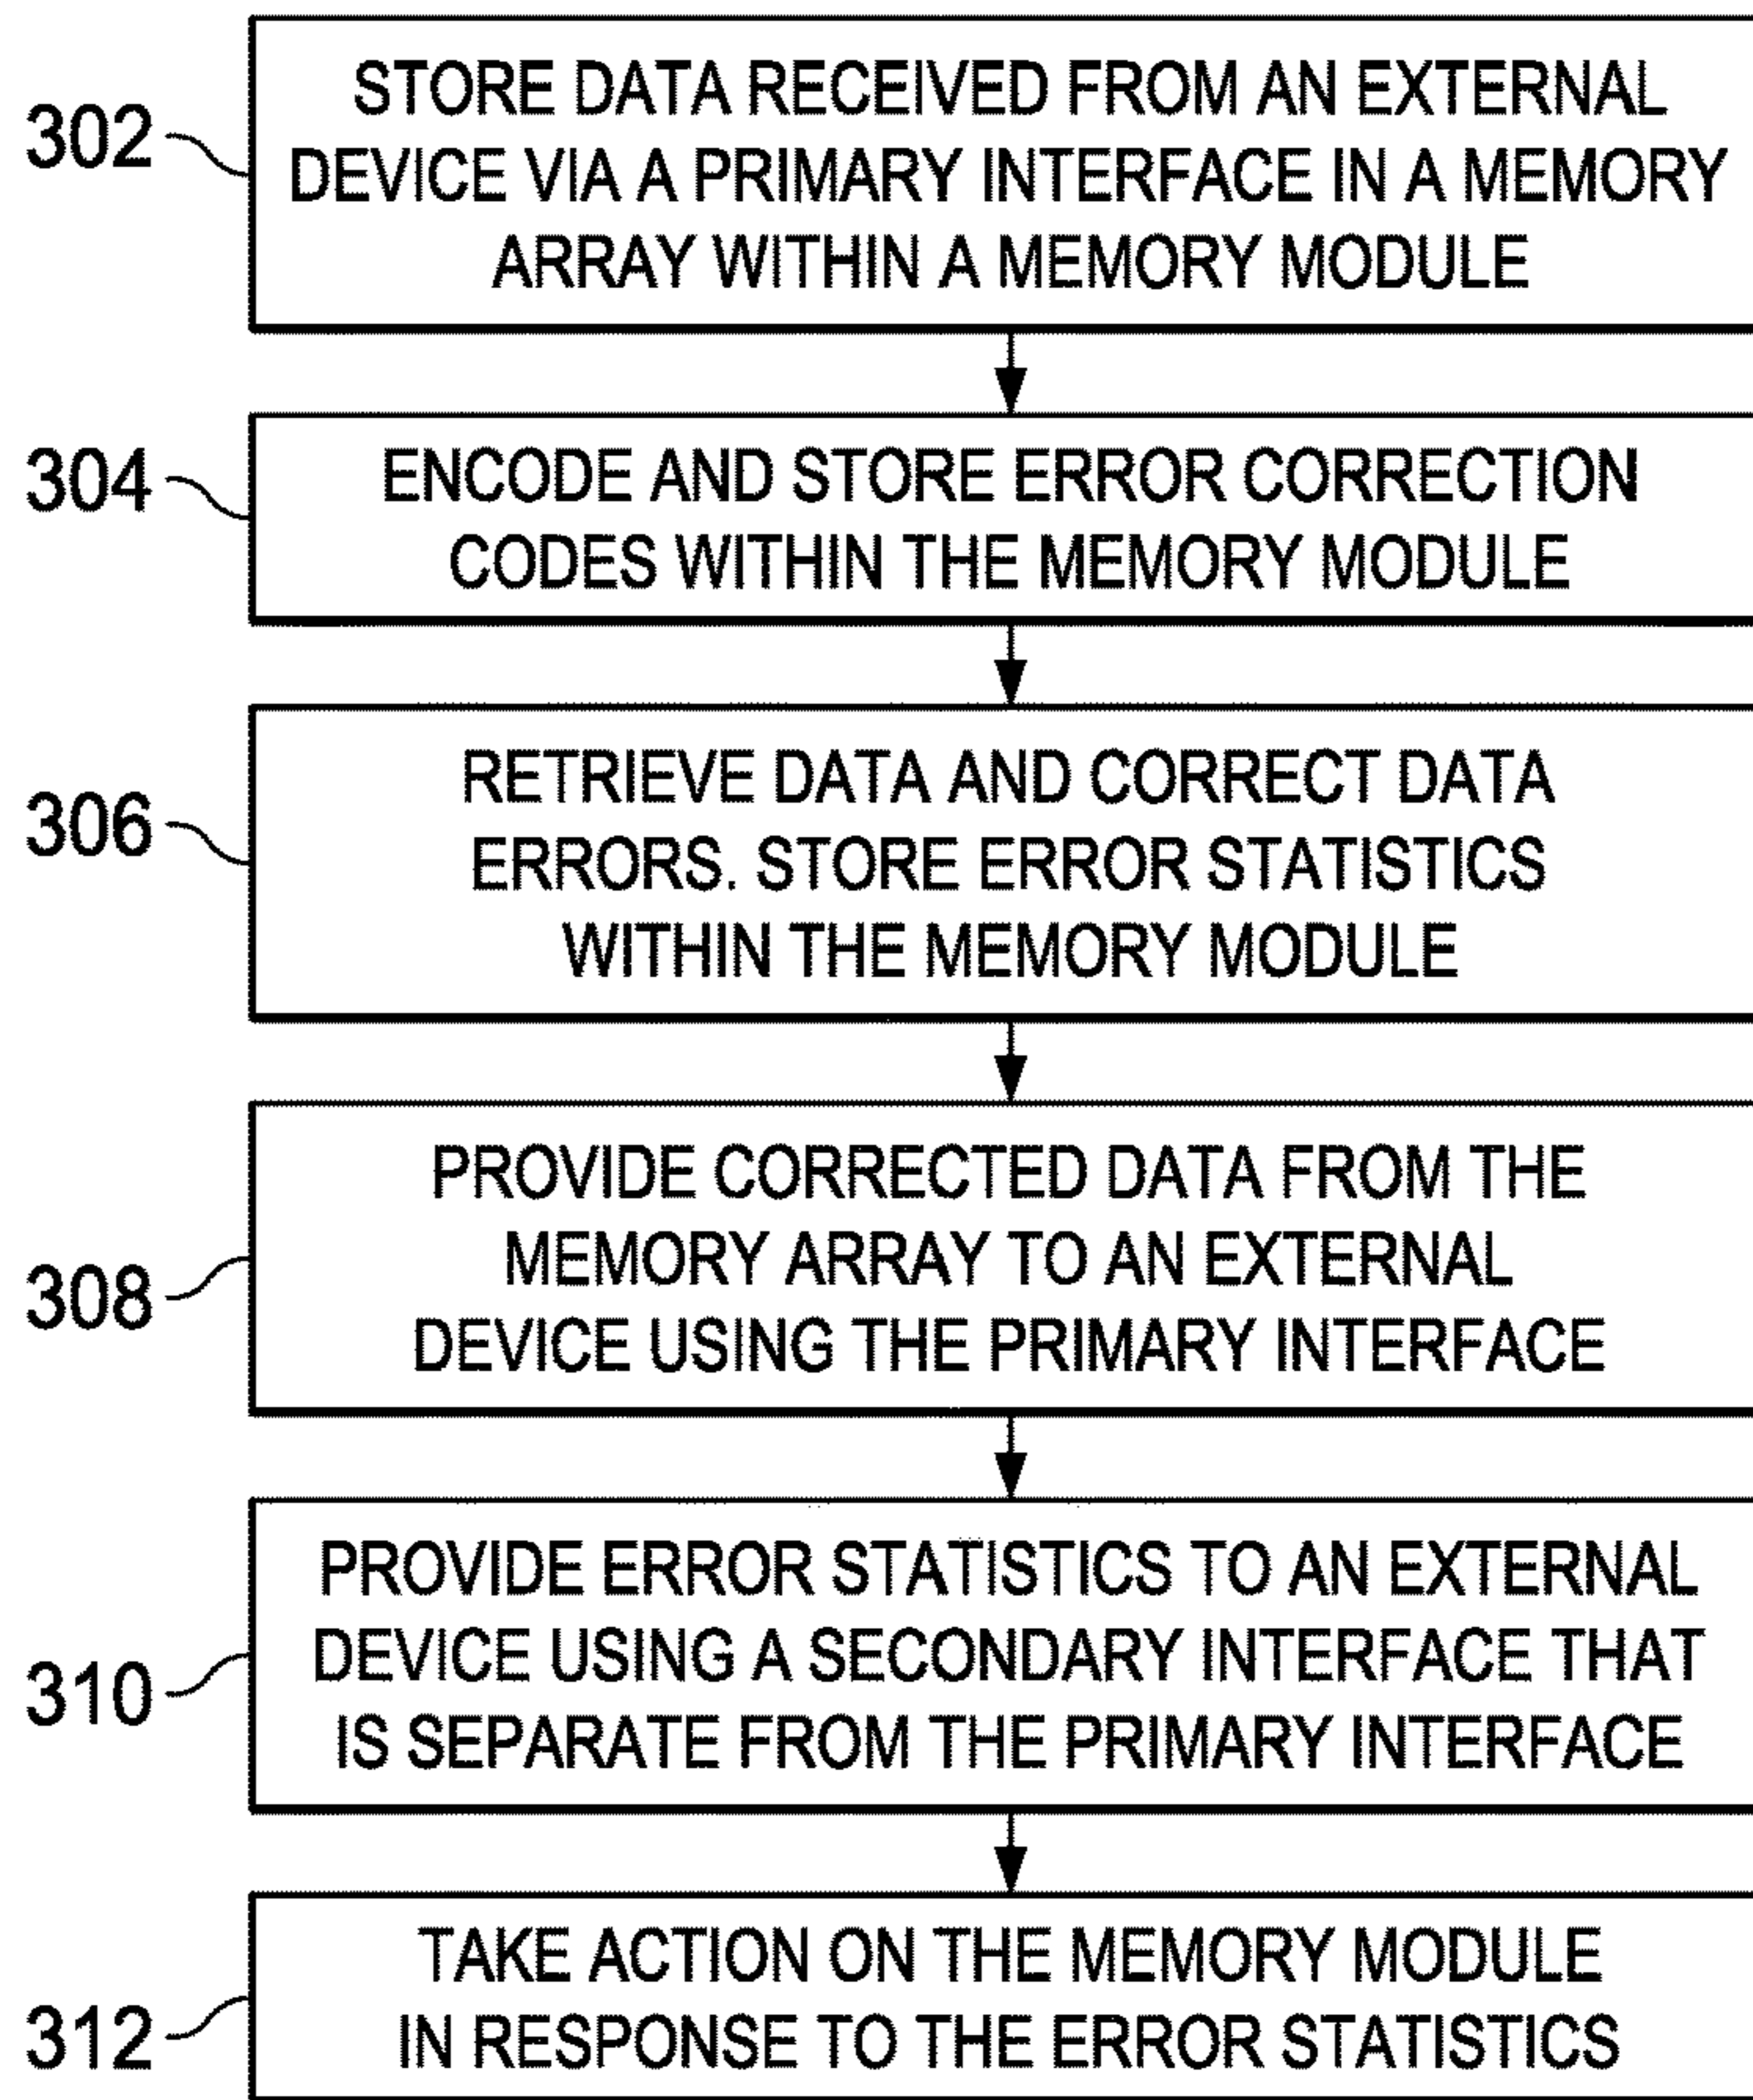 302
STORE DATA RECEIVED FROM AN EXTERNAL
DEVICE VIA A PRIMARY INTERFACE IN A MEMORY
ARRAY WITHIN A MEMORY MODULE
304
ENCODE AND STORE ERROR CORRECTION
CODES WITHIN THE MEMORY MODULE
306
RETRIEVE DATA AND CORRECT DATA
ERRORS. STORE ERROR STATISTICS
WITHIN THE MEMORY MODULE
308
PROVIDE CORRECTED DATA FROM THE
MEMORY ARRAY TO AN EXTERNAL
DEVICE USING THE PRIMARY INTERFACE
310
PROVIDE ERROR STATISTICS TO AN EXTERNAL
DEVICE USING A SECONDARY INTERFACE THAT
IS SEPARATE FROM THE PRIMARY INTERFACE
312
TAKE ACTION ON THE MEMORY MODULE
IN RESPONSE TO THE ERROR STATISTICS